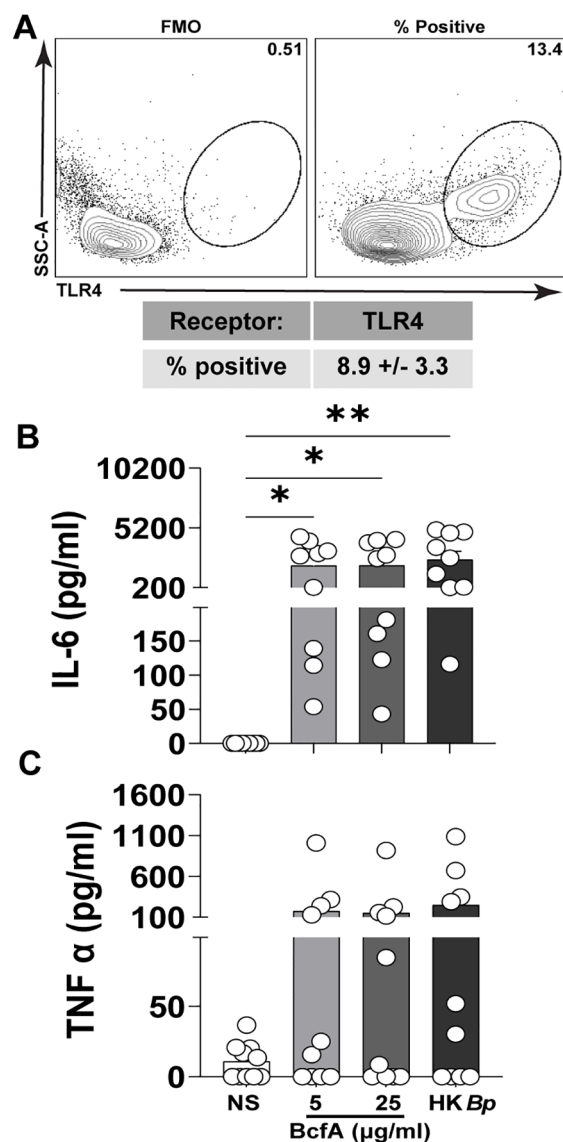 A
FMO
% Positive
0.51
13.4
SSC-A
TLR4
Receptor: TLR4
% positive 8.9 +/- 3.3
B
**
*
*
10200
5200
200
150
100
50
0
IL-6 (pg/ml)
C
1600
1100
600
100
50
0
TNF α (pg/ml)
NS 5 25 HK Bp
BcfA (µg/ml)